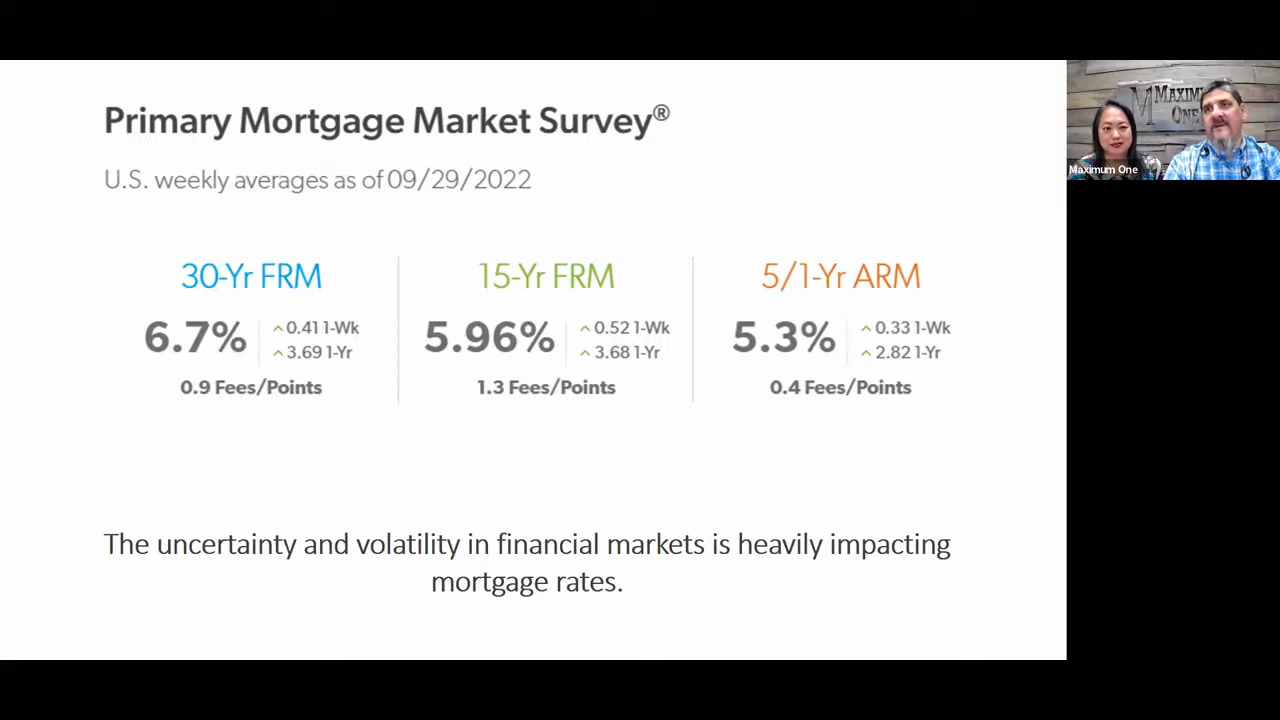 Primary Mortgage Market Survey®
U.S. weekly averages as of 09/29/2022
30-Yr FRM
6.7%
^0.41 1-Wk
^3.69 1-Yr
0.9 Fees/Points
15-Yr FRM
5.96%
^0.52 1-Wk
^3.68 1-Yr
1.3 Fees/Points
5/1-Yr ARM
5.3%
^0.33 1-Wk
^2.82 1-Yr
0.4 Fees/Points
The uncertainty and volatility in financial markets is heavily impacting
mortgage rates.
M MAXIM
ONE
Maximum One